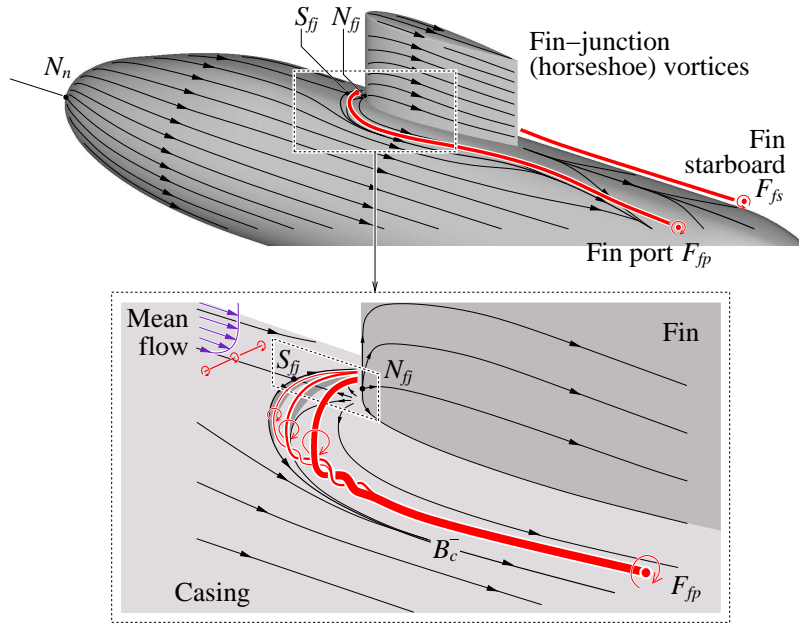 S_fj N_fj
N_n
Fin–junction
(horseshoe) vortices
Fin
starboard
F_fs
Fin port F_fp
Mean
flow
Fin
S_fj
N_fj
B_c^-
Casing
F_fp